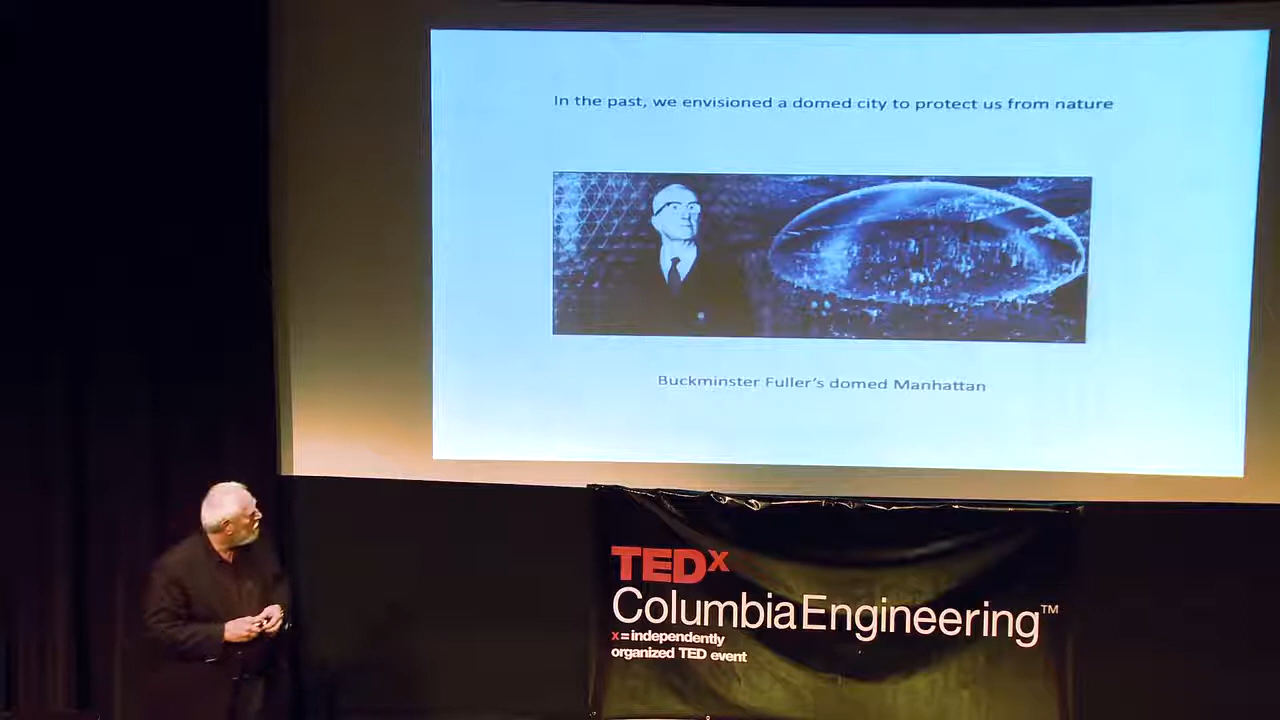 In the past, we envisioned a domed city to protect us from nature
Buckminster Fuller's domed Manhattan
TEDx
ColumbiaEngineering™
x=independently
organized TED event